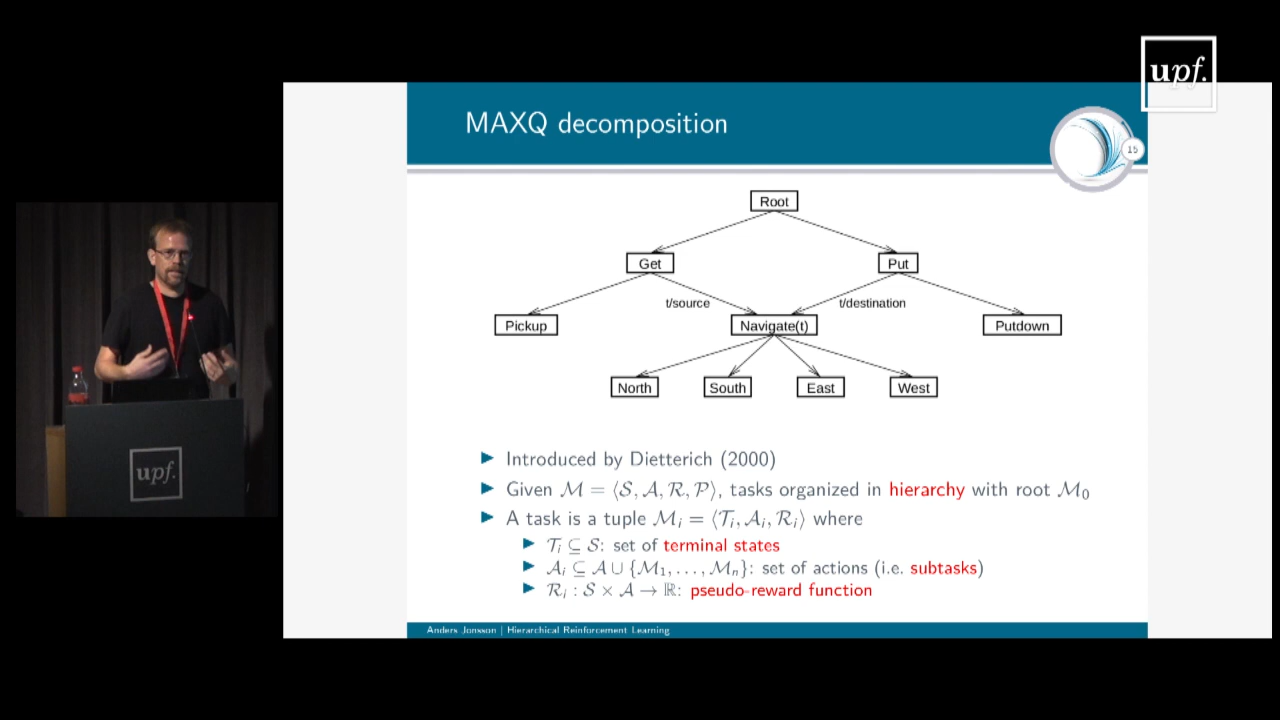 upf.
MAXQ decomposition
15
Root
Get
Put
t/source
t/destination
Pickup
Navigate(t)
Putdown
North
South
East
West
Introduced by Dietterich (2000)
Given ℳ = ⟨𝒮, 𝒜, ℛ, 𝒫⟩, tasks organized in hierarchy with root ℳ₀
A task is a tuple ℳᵢ = ⟨𝒯ᵢ, 𝒜ᵢ, ℛᵢ⟩ where
𝒯ᵢ ⊆ 𝒮: set of terminal states
𝒜ᵢ ⊆ 𝒜 ∪ {ℳ₁, . . . , ℳₙ}: set of actions (i.e. subtasks)
ℛᵢ : 𝒮 × 𝒜 → ℝ: pseudo-reward function
Anders Jonsson | Hierarchical Reinforcement Learning
upf.